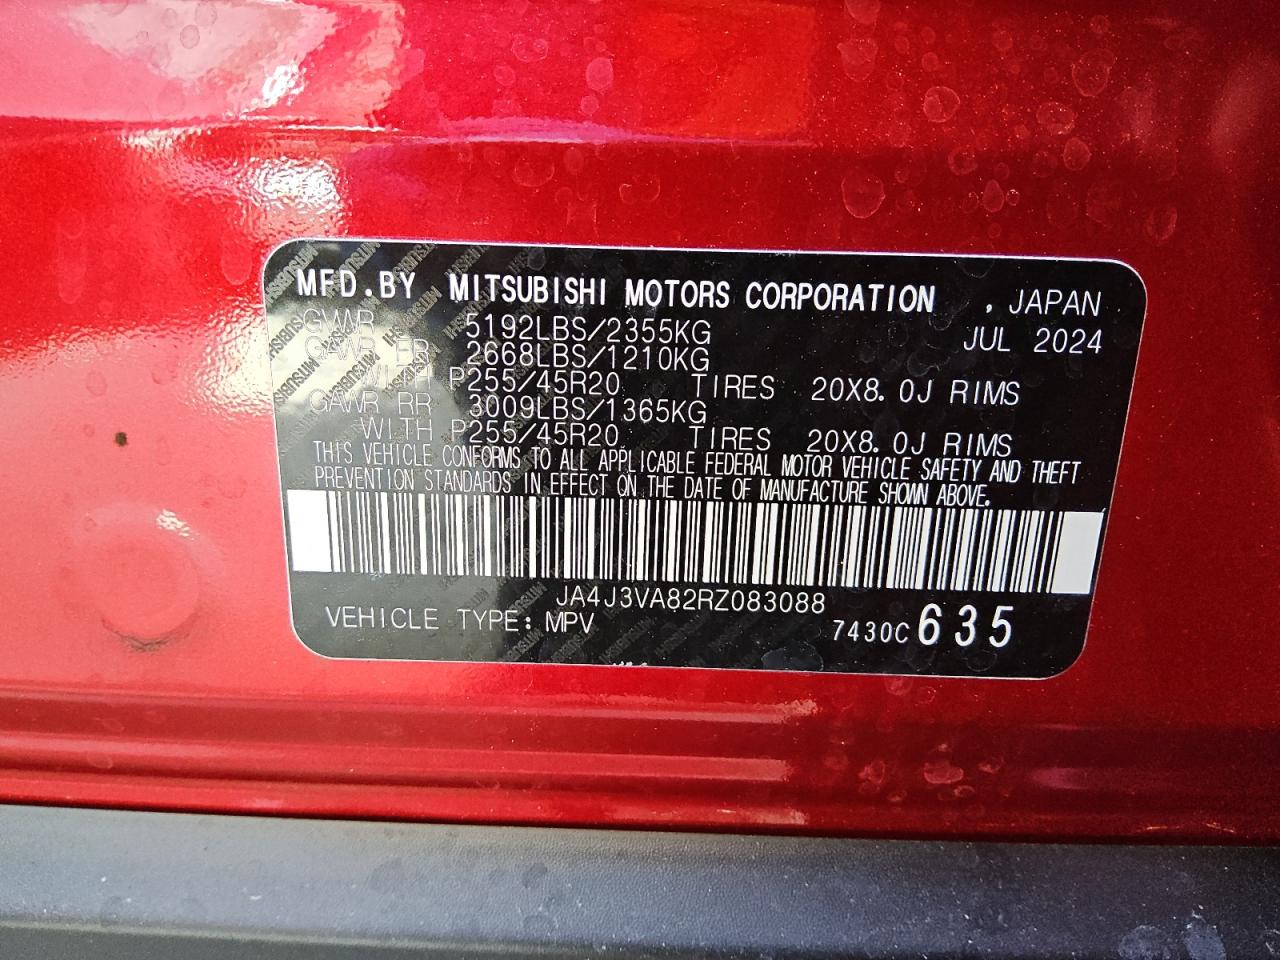 MFD.BY MITSUBISHI MOTORS CORPORATION , JAPAN
GVWR 5192LBS/2355KG JUL 2024
GAWR FR 2668LBS/1210KG
WITH P255/45R20 TIRES 20X8.0J RIMS
GAWR RR 3009LBS/1365KG
WITH P255/45R20 TIRES 20X8.0J RIMS
THIS VEHICLE CONFORMS TO ALL APPLICABLE FEDERAL MOTOR VEHICLE SAFETY AND THEFT
PREVENTION STANDARDS IN EFFECT ON THE DATE OF MANUFACTURE SHOWN ABOVE.
JA4J3VA82RZ083088
VEHICLE TYPE: MPV 7430C 635